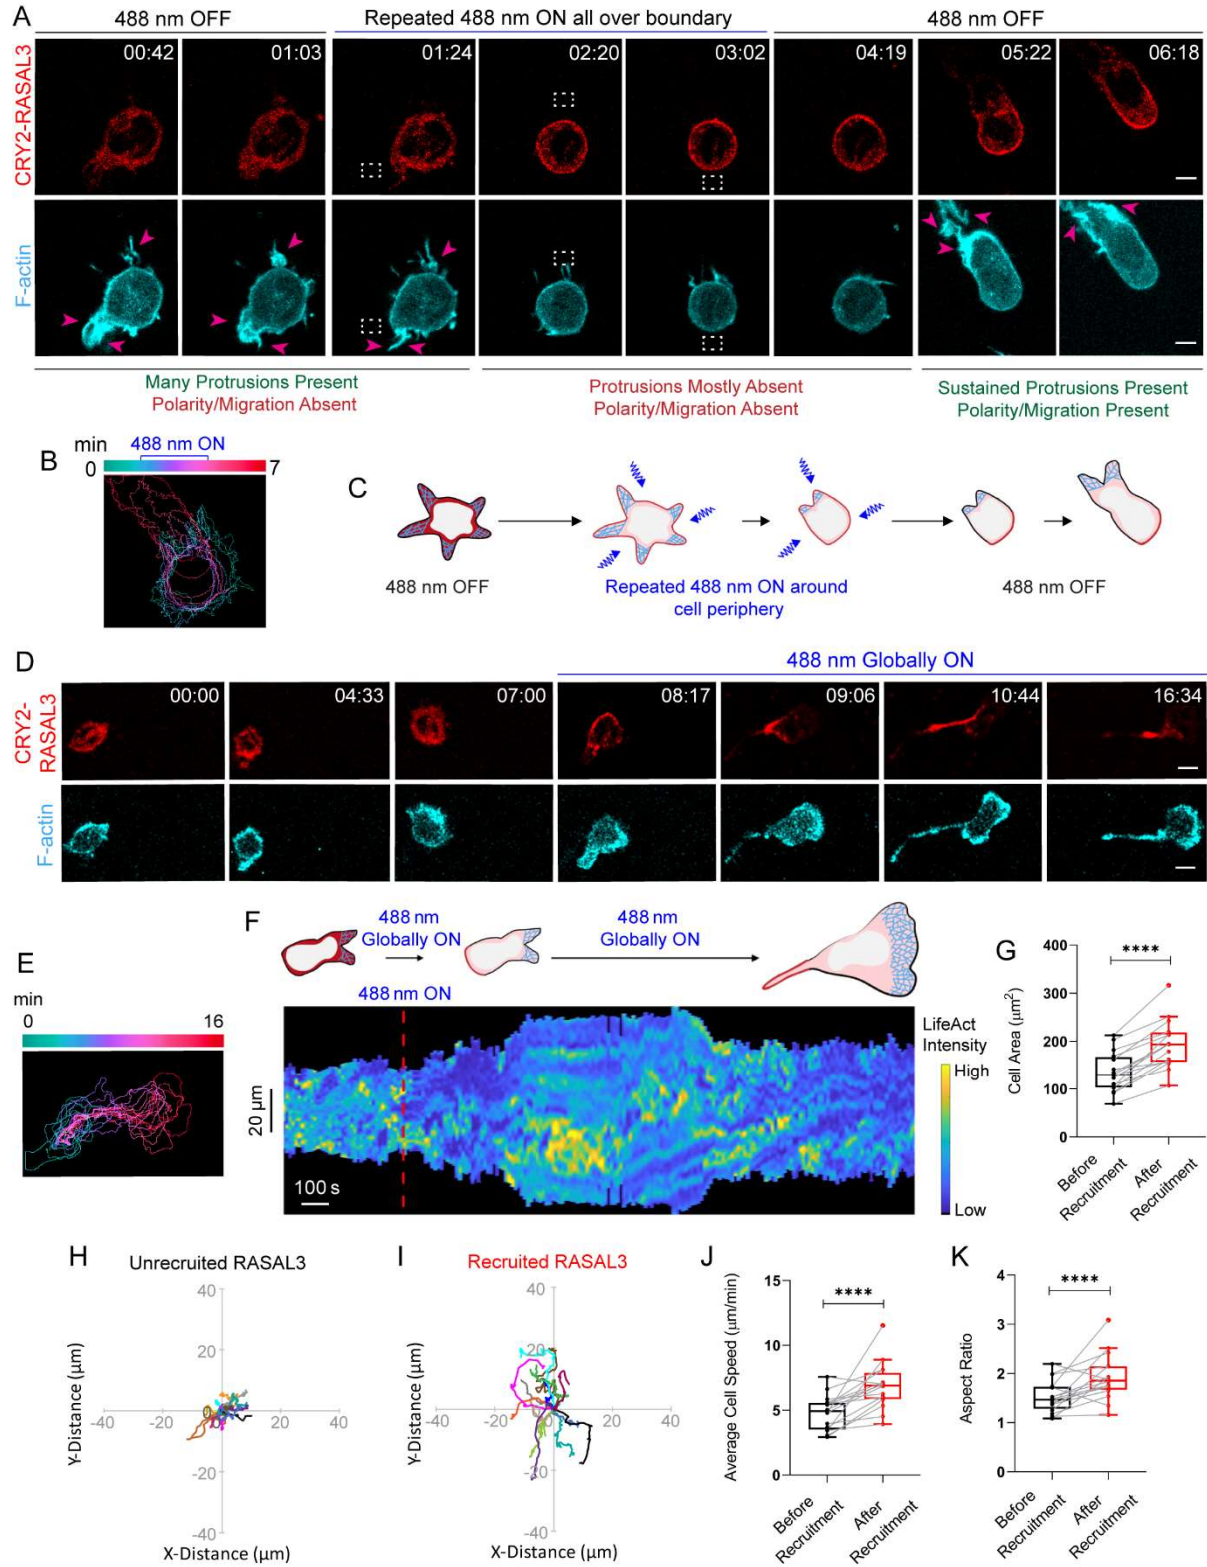 A
488 nm OFF
Repeated 488 nm ON all over boundary
488 nm OFF
CRY2-RASAL3
00:42
01:03
01:24
02:20
03:02
04:19
05:22
06:18
F-actin
Many Protrusions Present
Polarity/Migration Absent
Protrusions Mostly Absent
Polarity/Migration Absent
Sustained Protrusions Present
Polarity/Migration Present
B
min
488 nm ON
0
7
C
488 nm OFF
Repeated 488 nm ON around
cell periphery
488 nm OFF
D
488 nm Globally ON
CRY2-
RASAL3
00:00
04:33
07:00
08:17
09:06
10:44
16:34
F-actin
E
min
0
16
F
488 nm
Globally ON
488 nm
Globally ON
488 nm ON
20 µm
100 s
LifeAct
Intensity
High
Low
G
Cell Area (µm²)
400
300
200
100
0
****
Before
Recruitment
After
Recruitment
H
Unrecruited RASAL3
Y-Distance (µm)
40
20
-40
-20
0
20
40
-20
-40
X-Distance (µm)
I
Recruited RASAL3
Y-Distance (µm)
40
20
-40
-20
0
20
40
-20
-40
X-Distance (µm)
J
Average Cell Speed (µm/min)
15
10
5
0
****
Before
Recruitment
After
Recruitment
K
Aspect Ratio
4
3
2
1
0
****
Before
Recruitment
After
Recruitment